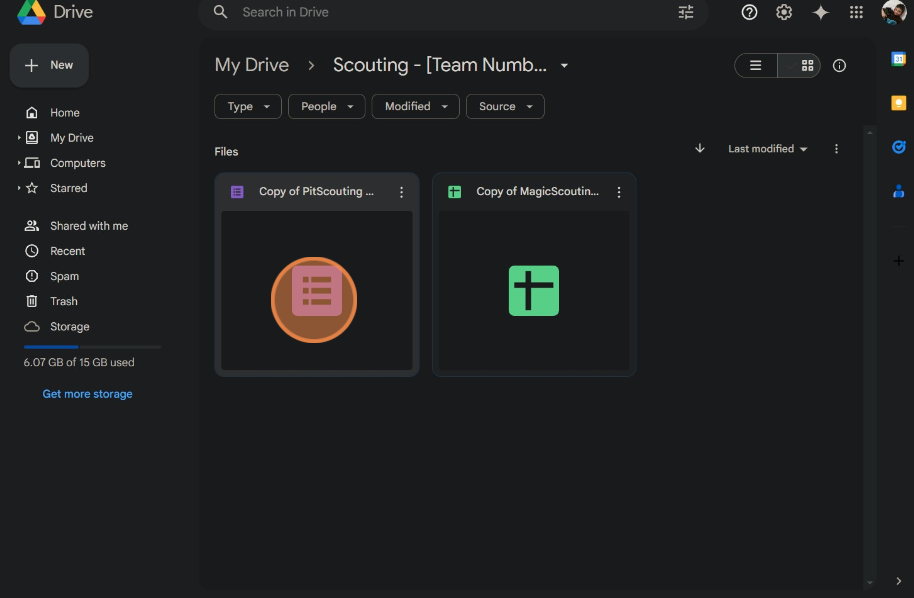 Drive
Search in Drive
New
My Drive > Scouting - [Team Numb...
Home
My Drive
Computers
Starred
Shared with me
Recent
Spam
Trash
Storage
6.07 GB of 15 GB used
Get more storage
Type
People
Modified
Source
Files
Last modified
Copy of PitScouting ...
Copy of MagicScoutin...
31